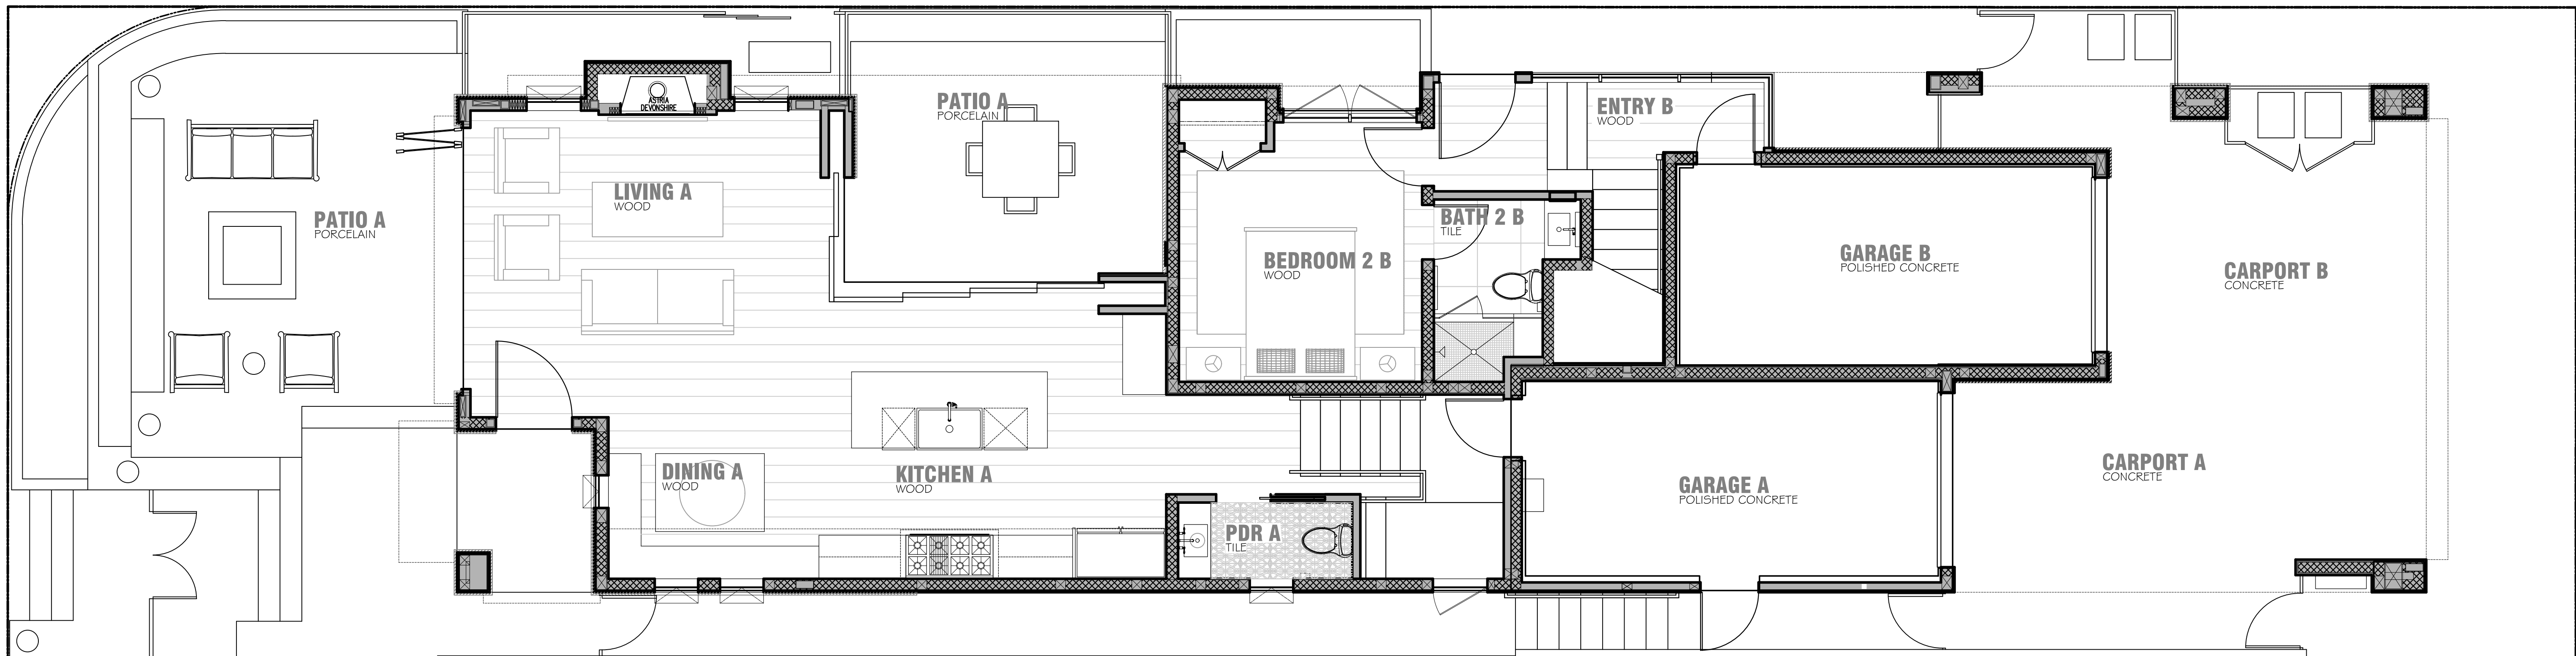 ASTRIA
DEVONSHIRE
PATIO A
PORCELAIN
ENTRY B
WOOD
LIVING A
WOOD
PATIO A
PORCELAIN
BATH 2 B
TILE
BEDROOM 2 B
WOOD
GARAGE B
POLISHED CONCRETE
CARPORT B
CONCRETE
DINING A
WOOD
KITCHEN A
WOOD
CARPORT A
CONCRETE
GARAGE A
POLISHED CONCRETE
PDR A
TILE